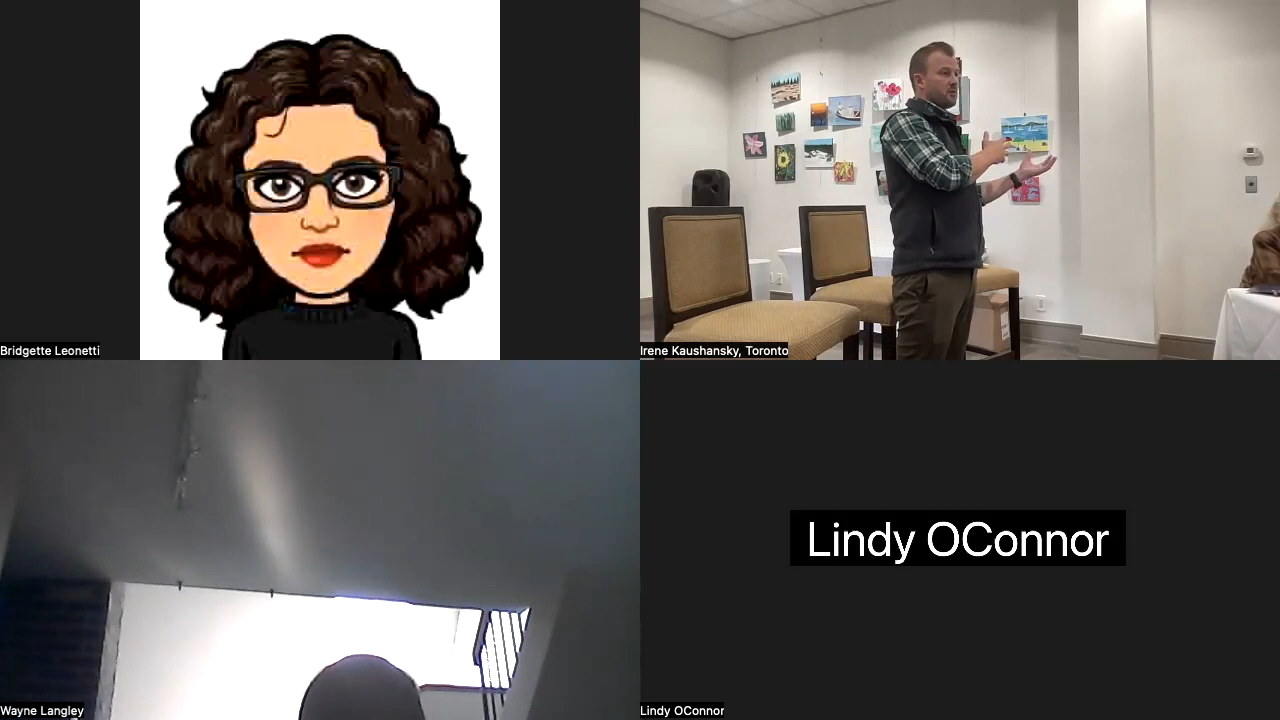 Bridgette Leonetti
Irene Kaushansky, Toronto
Lindy OConnor
Wayne Langley
Lindy OConnor